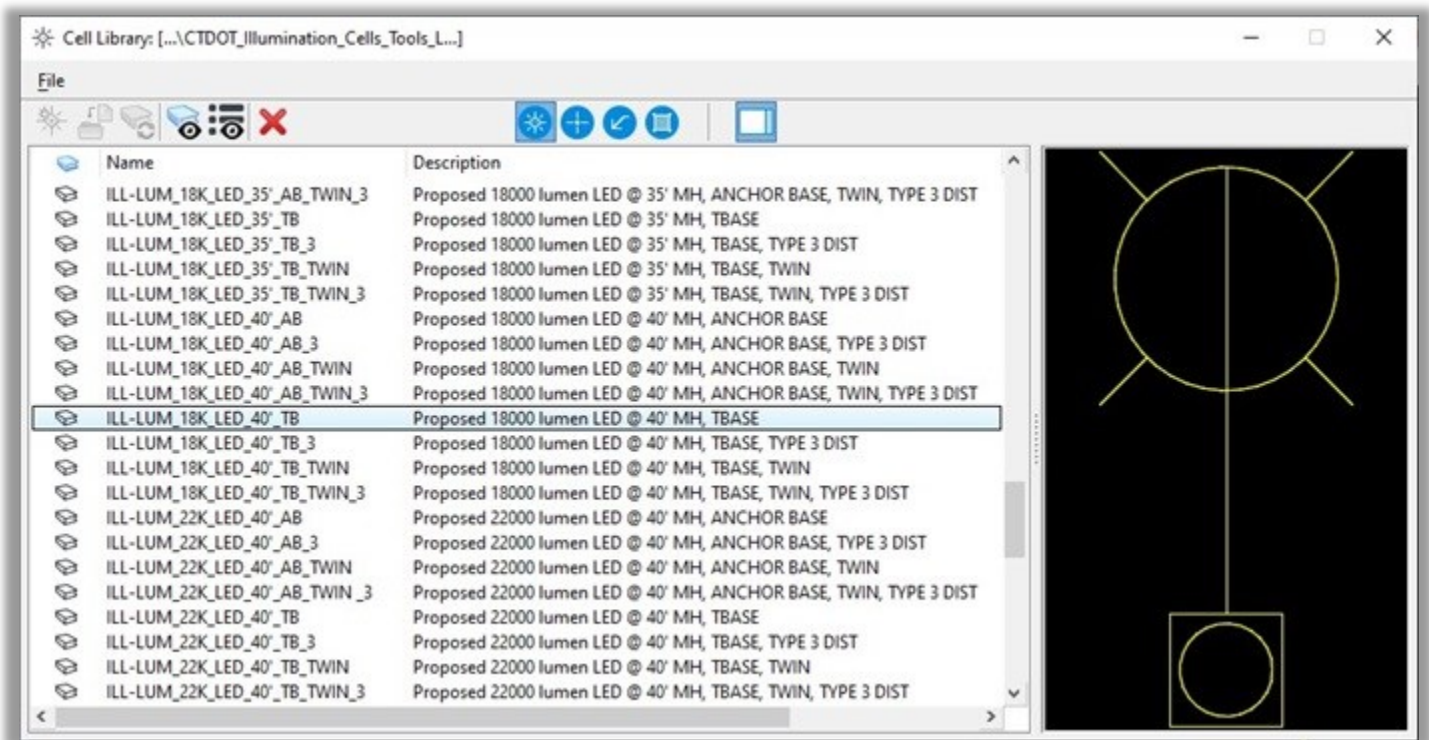 Cell Library: [...\CTDOT_Illumination_Cells_Tools_L...]
File
Name Description
ILL-LUM_18K_LED_35'_AB_TWIN_3 Proposed 18000 lumen LED @ 35' MH, ANCHOR BASE, TWIN, TYPE 3 DIST
ILL-LUM_18K_LED_35'_TB Proposed 18000 lumen LED @ 35' MH, TBASE
ILL-LUM_18K_LED_35'_TB_3 Proposed 18000 lumen LED @ 35' MH, TBASE, TYPE 3 DIST
ILL-LUM_18K_LED_35'_TB_TWIN Proposed 18000 lumen LED @ 35' MH, TBASE, TWIN
ILL-LUM_18K_LED_35'_TB_TWIN_3 Proposed 18000 lumen LED @ 35' MH, TBASE, TWIN, TYPE 3 DIST
ILL-LUM_18K_LED_40'_AB Proposed 18000 lumen LED @ 40' MH, ANCHOR BASE
ILL-LUM_18K_LED_40'_AB_3 Proposed 18000 lumen LED @ 40' MH, ANCHOR BASE, TYPE 3 DIST
ILL-LUM_18K_LED_40'_AB_TWIN Proposed 18000 lumen LED @ 40' MH, ANCHOR BASE, TWIN
ILL-LUM_18K_LED_40'_AB_TWIN_3 Proposed 18000 lumen LED @ 40' MH, ANCHOR BASE, TWIN, TYPE 3 DIST
ILL-LUM_18K_LED_40'_TB Proposed 18000 lumen LED @ 40' MH, TBASE
ILL-LUM_18K_LED_40'_TB_3 Proposed 18000 lumen LED @ 40' MH, TBASE, TYPE 3 DIST
ILL-LUM_18K_LED_40'_TB_TWIN Proposed 18000 lumen LED @ 40' MH, TBASE, TWIN
ILL-LUM_18K_LED_40'_TB_TWIN_3 Proposed 18000 lumen LED @ 40' MH, TBASE, TWIN, TYPE 3 DIST
ILL-LUM_22K_LED_40'_AB Proposed 22000 lumen LED @ 40' MH, ANCHOR BASE
ILL-LUM_22K_LED_40'_AB_3 Proposed 22000 lumen LED @ 40' MH, ANCHOR BASE, TYPE 3 DIST
ILL-LUM_22K_LED_40'_AB_TWIN Proposed 22000 lumen LED @ 40' MH, ANCHOR BASE, TWIN
ILL-LUM_22K_LED_40'_AB_TWIN _3 Proposed 22000 lumen LED @ 40' MH, ANCHOR BASE, TWIN, TYPE 3 DIST
ILL-LUM_22K_LED_40'_TB Proposed 22000 lumen LED @ 40' MH, TBASE
ILL-LUM_22K_LED_40'_TB_3 Proposed 22000 lumen LED @ 40' MH, TBASE, TYPE 3 DIST
ILL-LUM_22K_LED_40'_TB_TWIN Proposed 22000 lumen LED @ 40' MH, TBASE, TWIN
ILL-LUM_22K_LED_40'_TB_TWIN_3 Proposed 22000 lumen LED @ 40' MH, TBASE, TWIN, TYPE 3 DIST